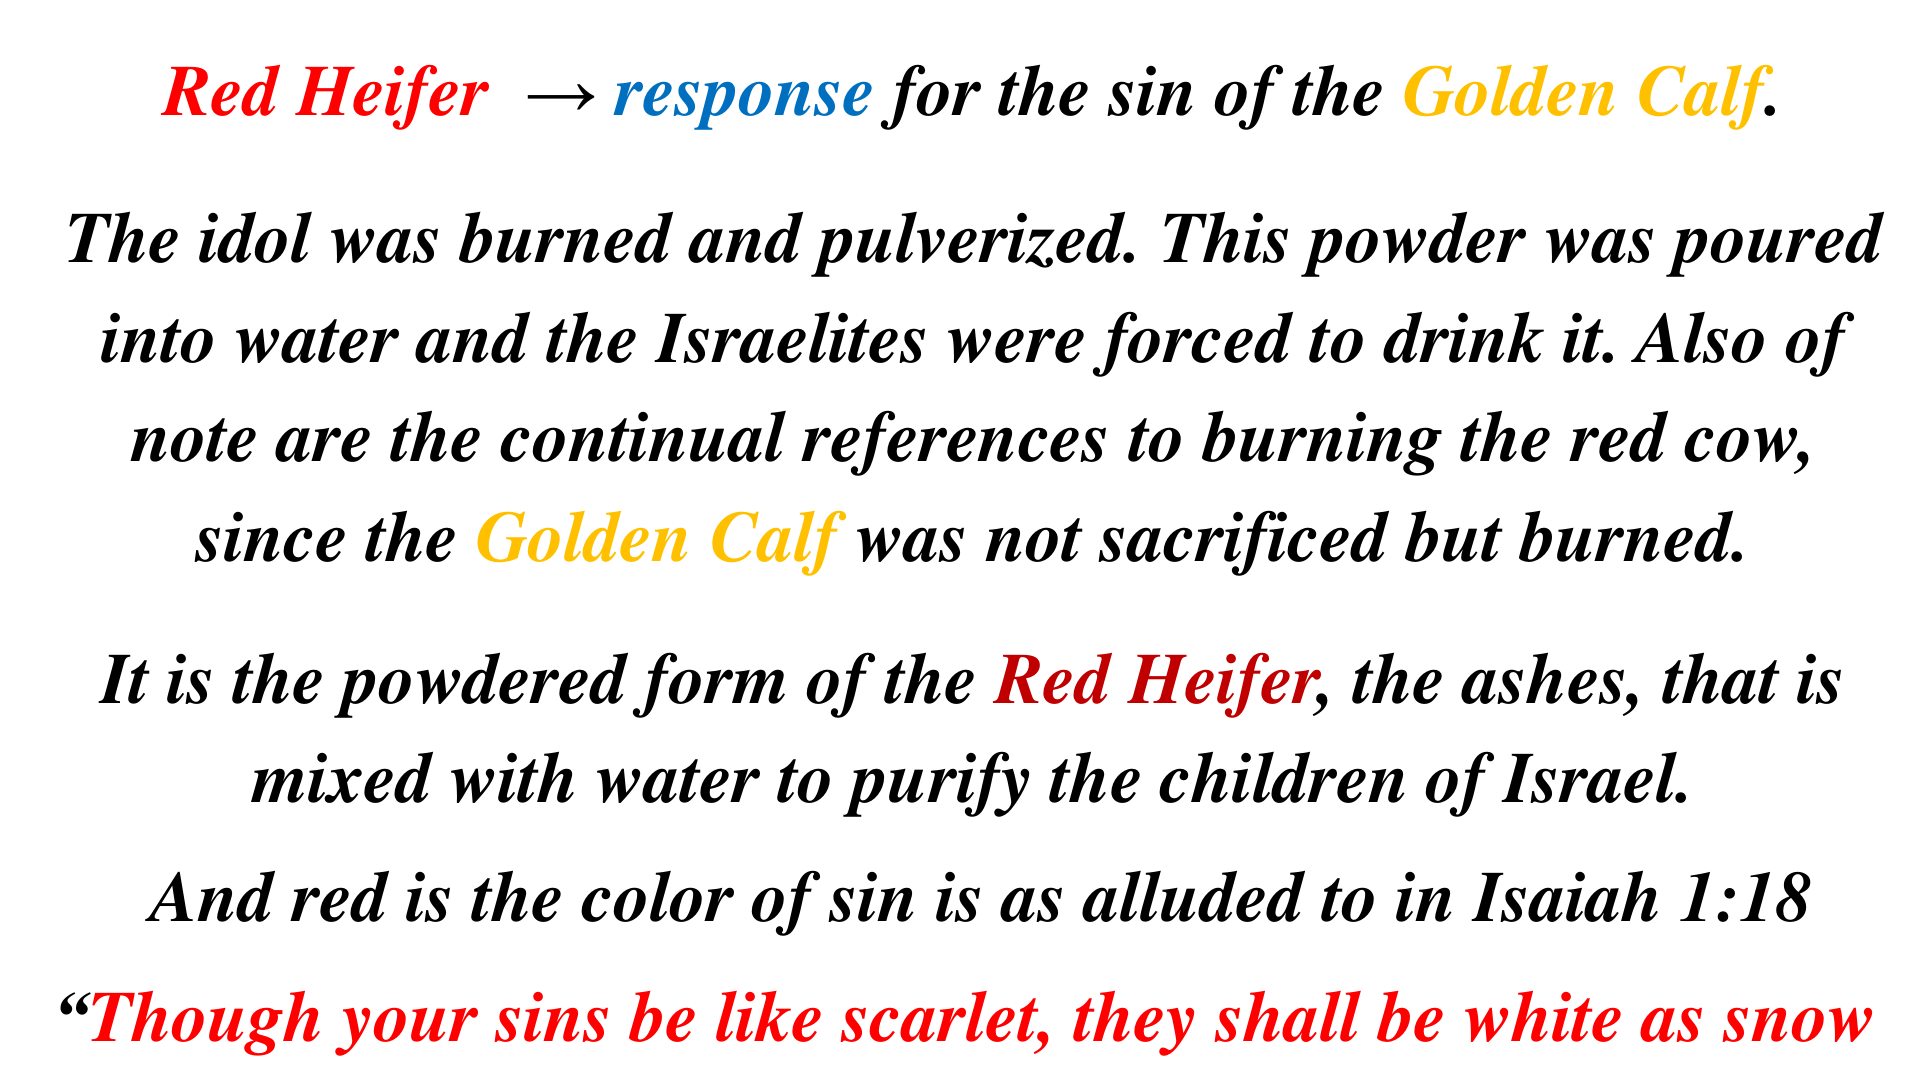 Red Heifer → response for the sin of the Golden Calf.
The idol was burned and pulverized. This powder was poured
into water and the Israelites were forced to drink it. Also of
note are the continual references to burning the red cow,
since the Golden Calf was not sacrificed but burned.
It is the powdered form of the Red Heifer, the ashes, that is
mixed with water to purify the children of Israel.
And red is the color of sin is as alluded to in Isaiah 1:18
“Though your sins be like scarlet, they shall be white as snow